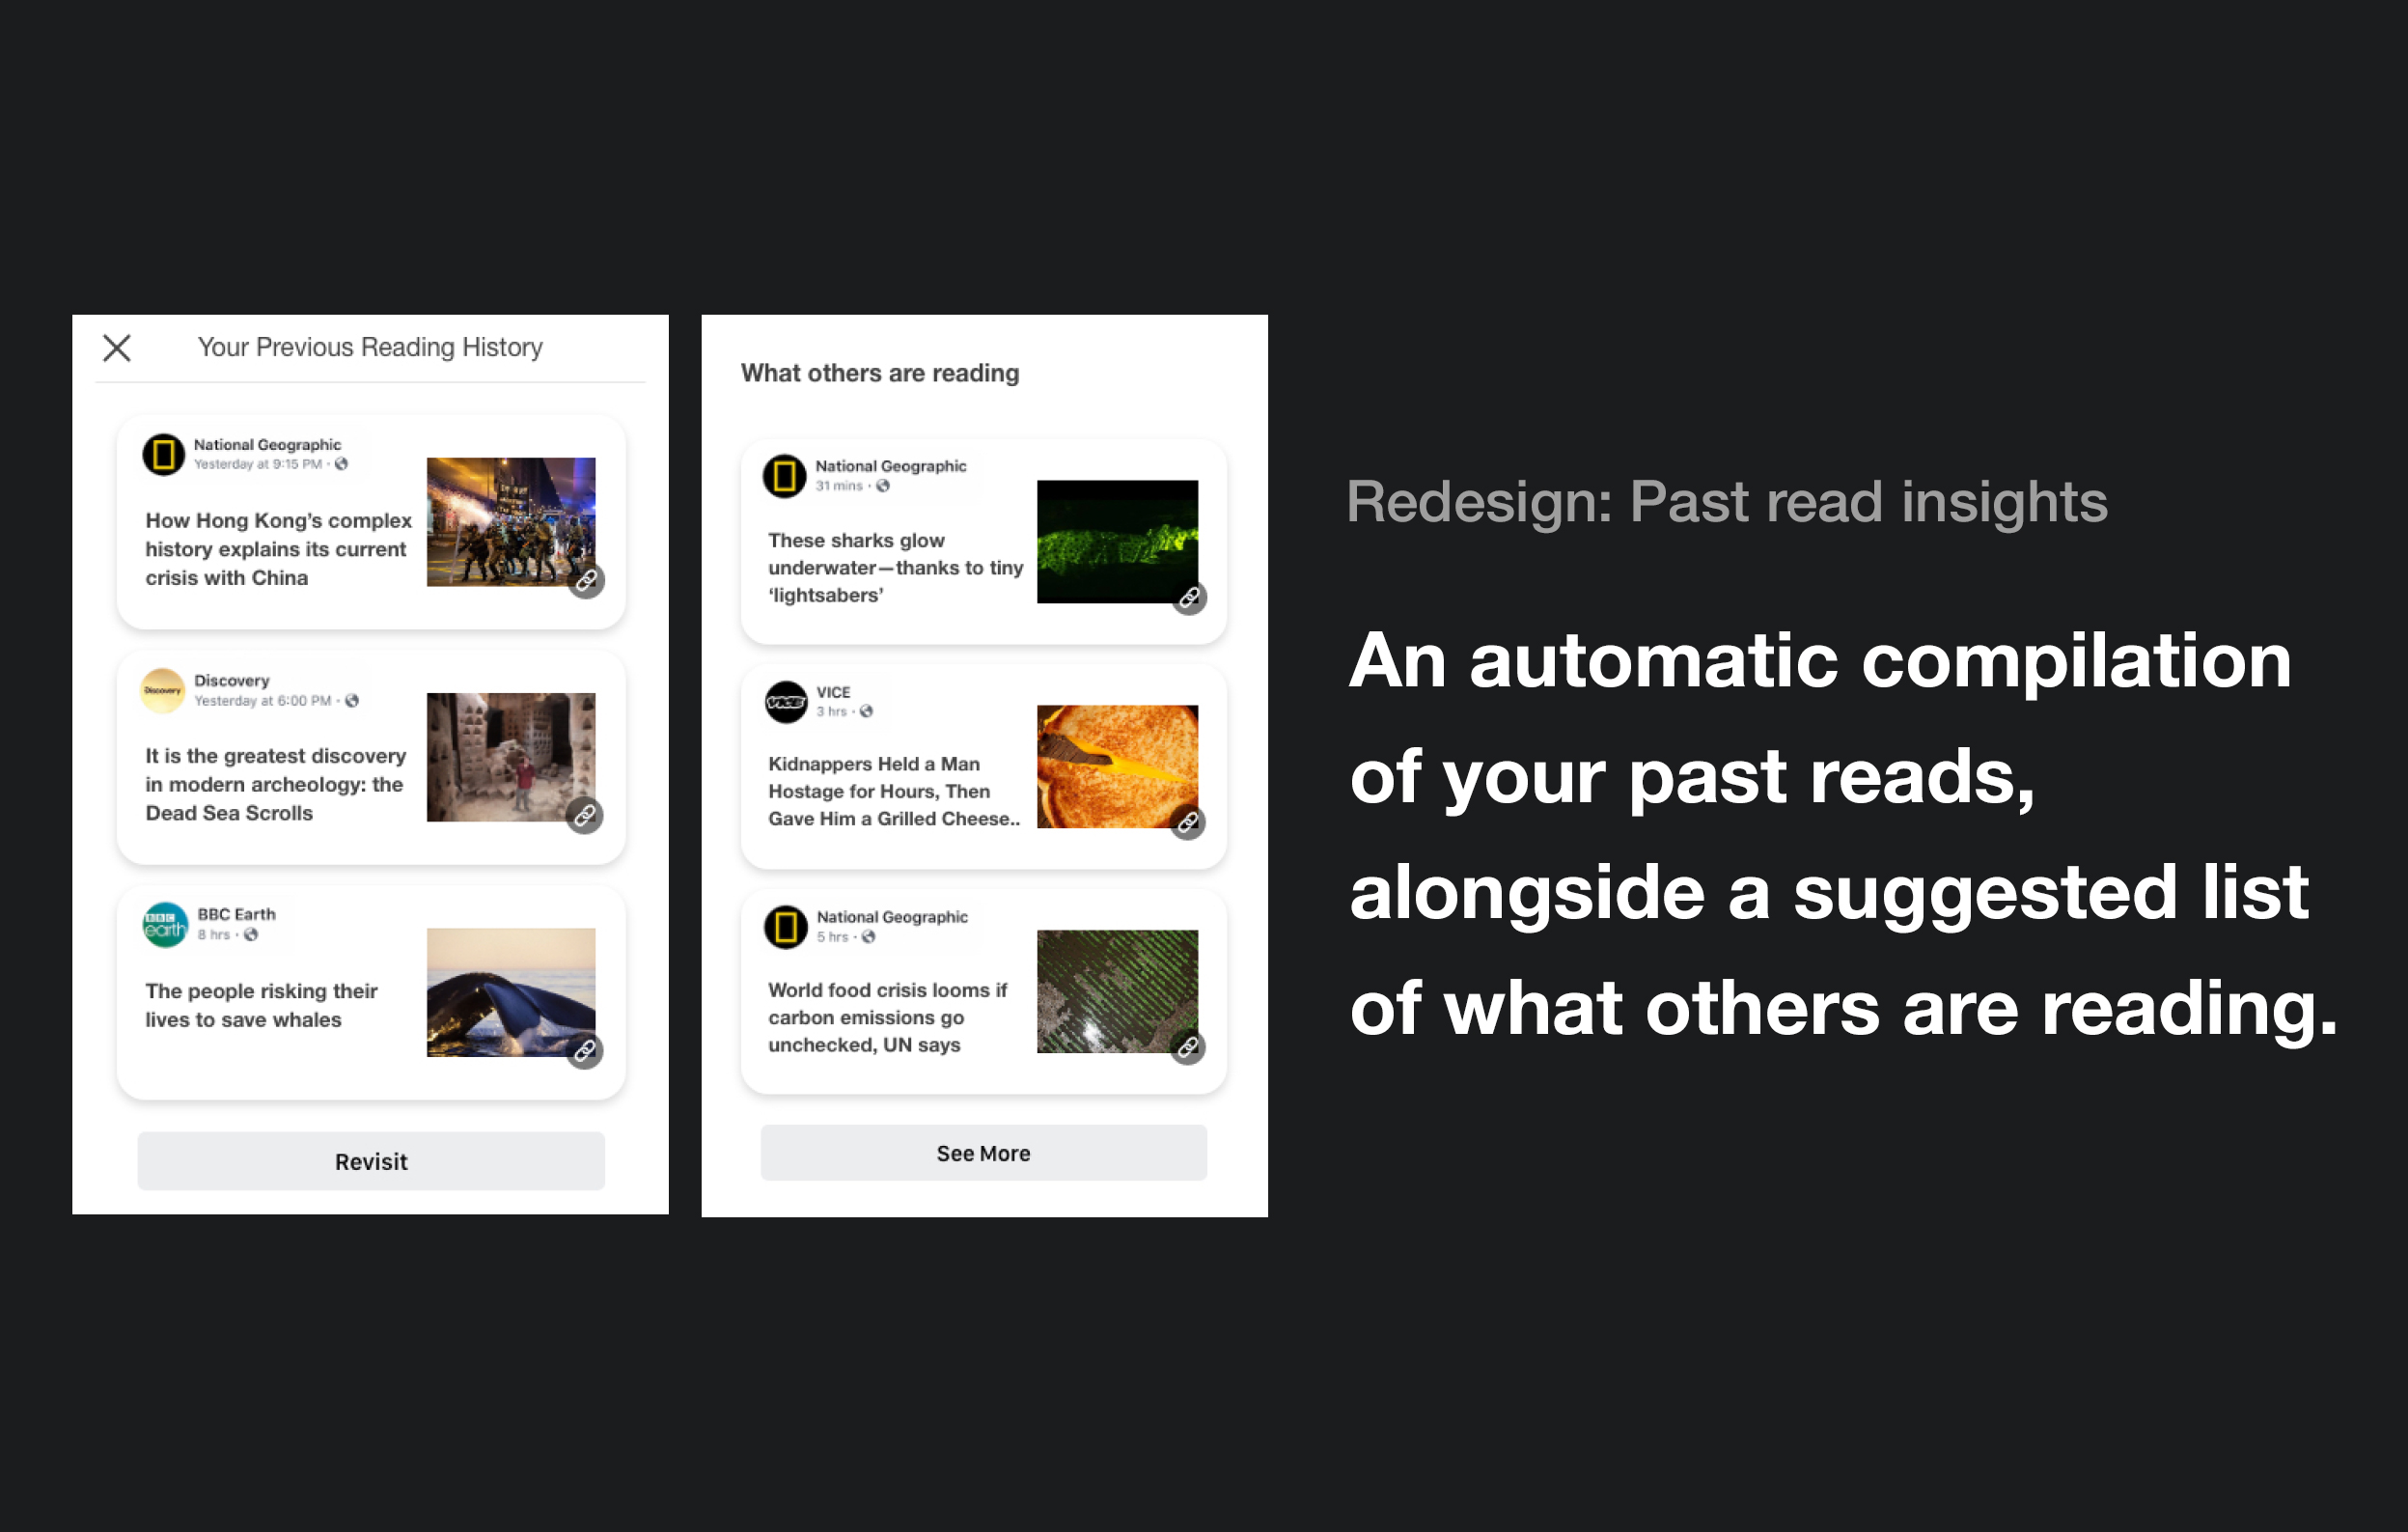 Your Previous Reading History
National Geographic
Yesterday at 9:15 PM ·
How Hong Kong’s complex
history explains its current
crisis with China
Discovery
Discovery
Yesterday at 6:00 PM ·
It is the greatest discovery
in modern archeology: the
Dead Sea Scrolls
BBC
earth
BBC Earth
8 hrs ·
The people risking their
lives to save whales
Revisit
What others are reading
National Geographic
31 mins ·
These sharks glow
underwater—thanks to tiny
‘lightsabers’
VICE
VICE
3 hrs ·
Kidnappers Held a Man
Hostage for Hours, Then
Gave Him a Grilled Cheese..
National Geographic
5 hrs ·
World food crisis looms if
carbon emissions go
unchecked, UN says
See More
Redesign: Past read insights
An automatic compilation
of your past reads,
alongside a suggested list
of what others are reading.